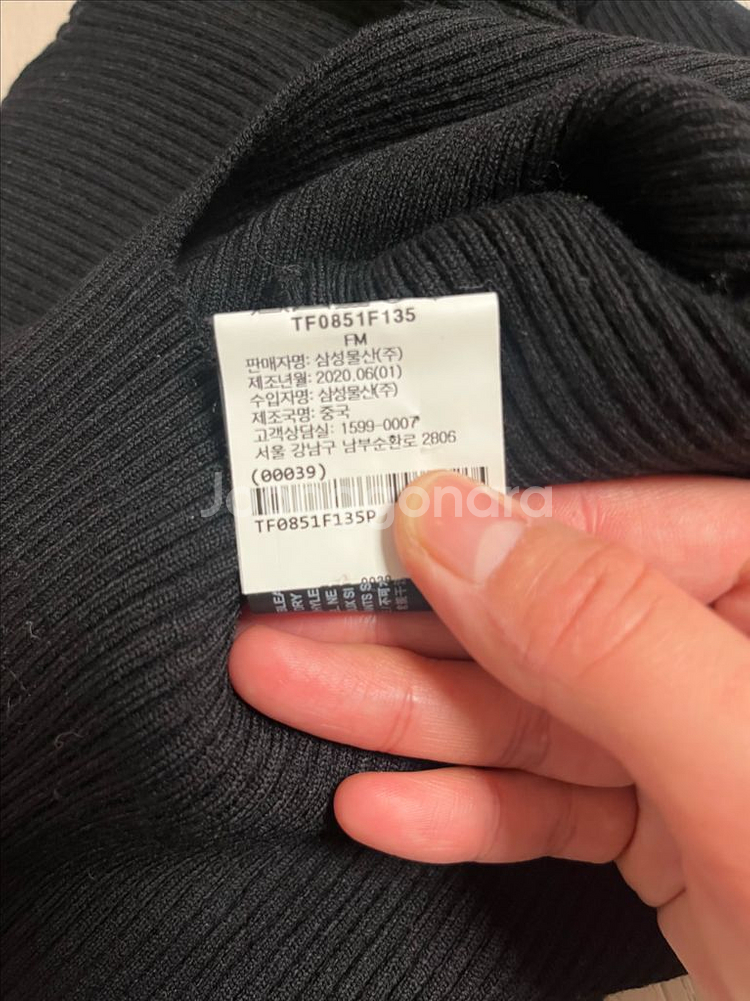 TF0851F135
FM
판매자명: 삼성물산(주)
제조년월: 2020.06(01)
수입자명: 삼성물산(주)
제조국명: 중국
고객상담실: 1599-0007
서울 강남구 남부순환로 2806
(00039)
TF0851F135P
Joonggonara